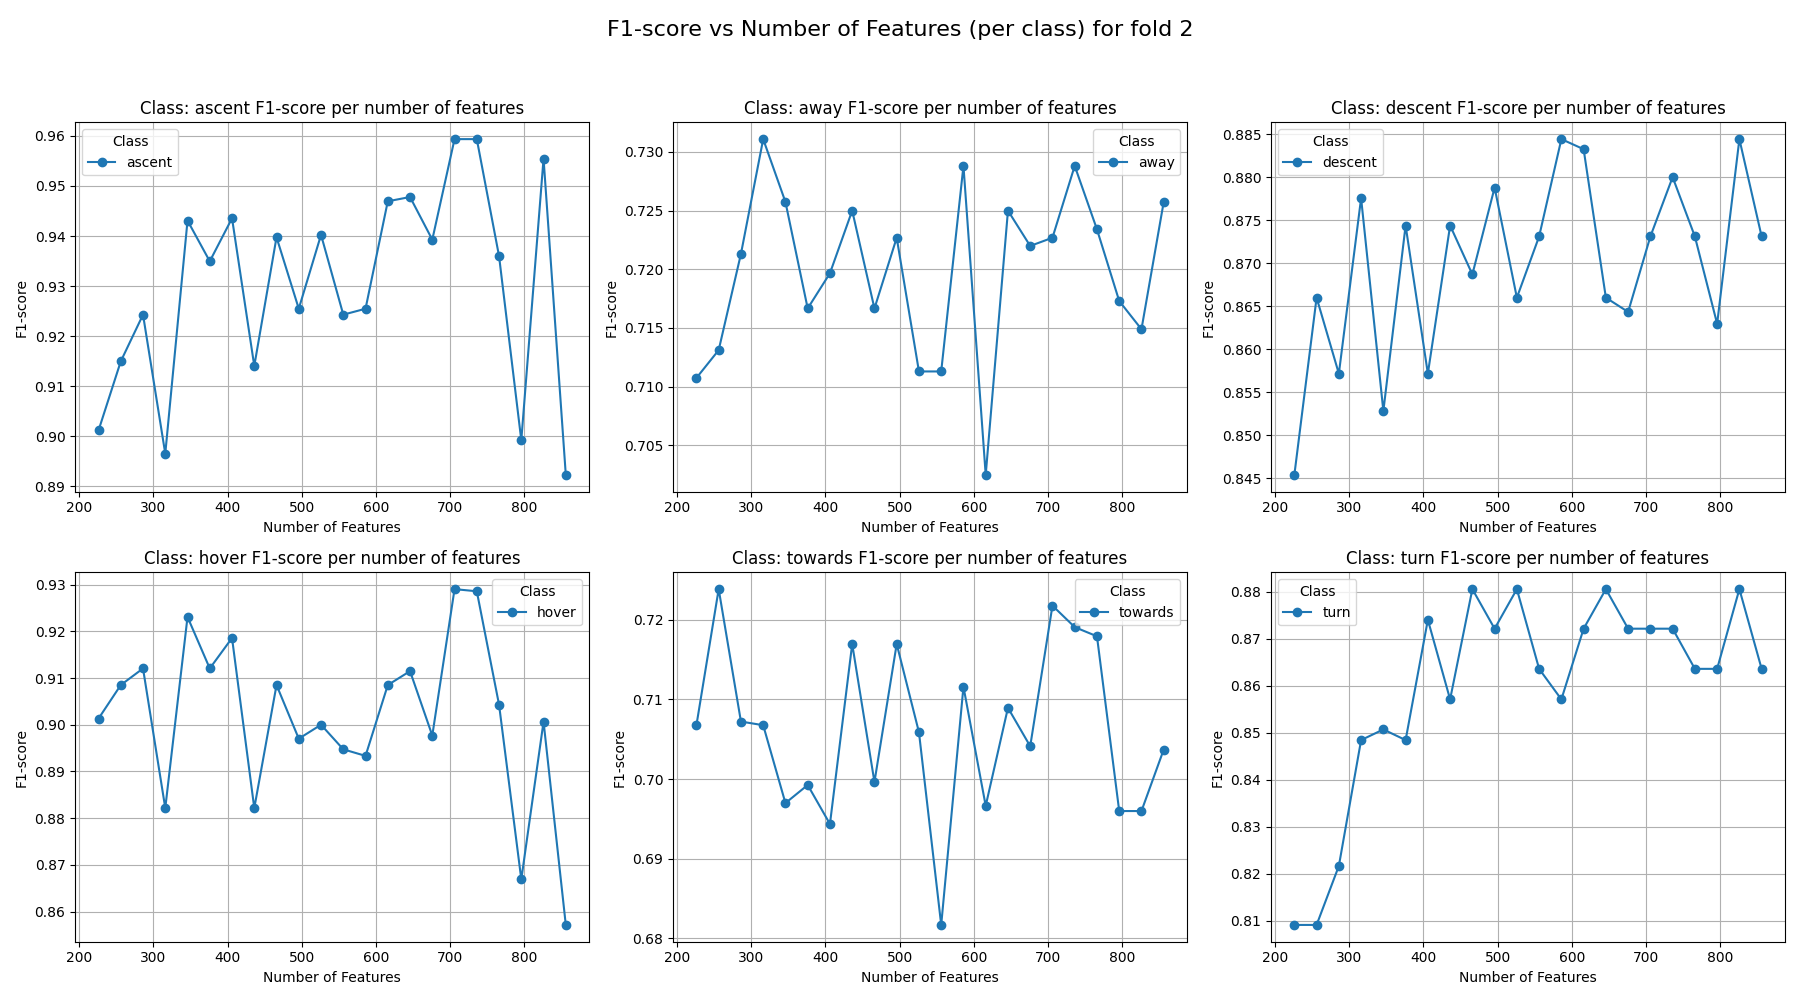 F1-score vs Number of Features (per class) for fold 2
Class: ascent F1-score per number of features
Class
ascent
0.96
0.95
0.94
0.93
0.92
0.91
0.90
0.89
F1-score
200 300 400 500 600 700 800
Number of Features
Class: away F1-score per number of features
Class
away
0.730
0.725
0.720
0.715
0.710
0.705
F1-score
200 300 400 500 600 700 800
Number of Features
Class: descent F1-score per number of features
Class
descent
0.885
0.880
0.875
0.870
0.865
0.860
0.855
0.850
0.845
F1-score
200 300 400 500 600 700 800
Number of Features
Class: hover F1-score per number of features
Class
hover
0.93
0.92
0.91
0.90
0.89
0.88
0.87
0.86
F1-score
200 300 400 500 600 700 800
Number of Features
Class: towards F1-score per number of features
Class
towards
0.72
0.71
0.70
0.69
0.68
F1-score
200 300 400 500 600 700 800
Number of Features
Class: turn F1-score per number of features
Class
turn
0.88
0.87
0.86
0.85
0.84
0.83
0.82
0.81
F1-score
200 300 400 500 600 700 800
Number of Features